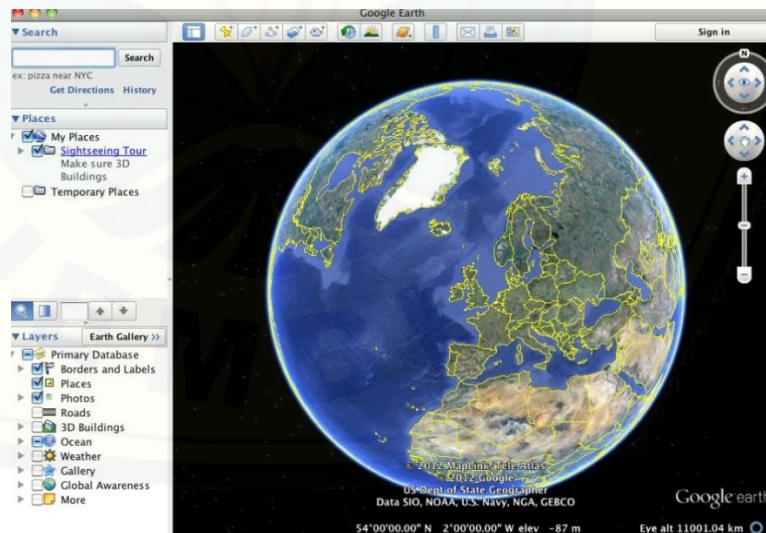 Google Earth
Search
Search
ex: pizza near NYC
Get Directions History
Places
My Places
Sightseeing Tour
Make sure 3D
Buildings
Temporary Places
Layers
Earth Gallery >>
Primary Database
Borders and Labels
Places
Photos
Roads
3D Buildings
Ocean
Weather
Gallery
Global Awareness
More
Sign in
N
© 2012 MapLink/Tele Atlas
© 2012 Google
US Dept of State Geographer
Data SIO, NOAA, U.S. Navy, NGA, GEBCO
Google earth
54°00'00.00" N 2°00'00.00" W elev -87 m
Eye alt 11001.04 km